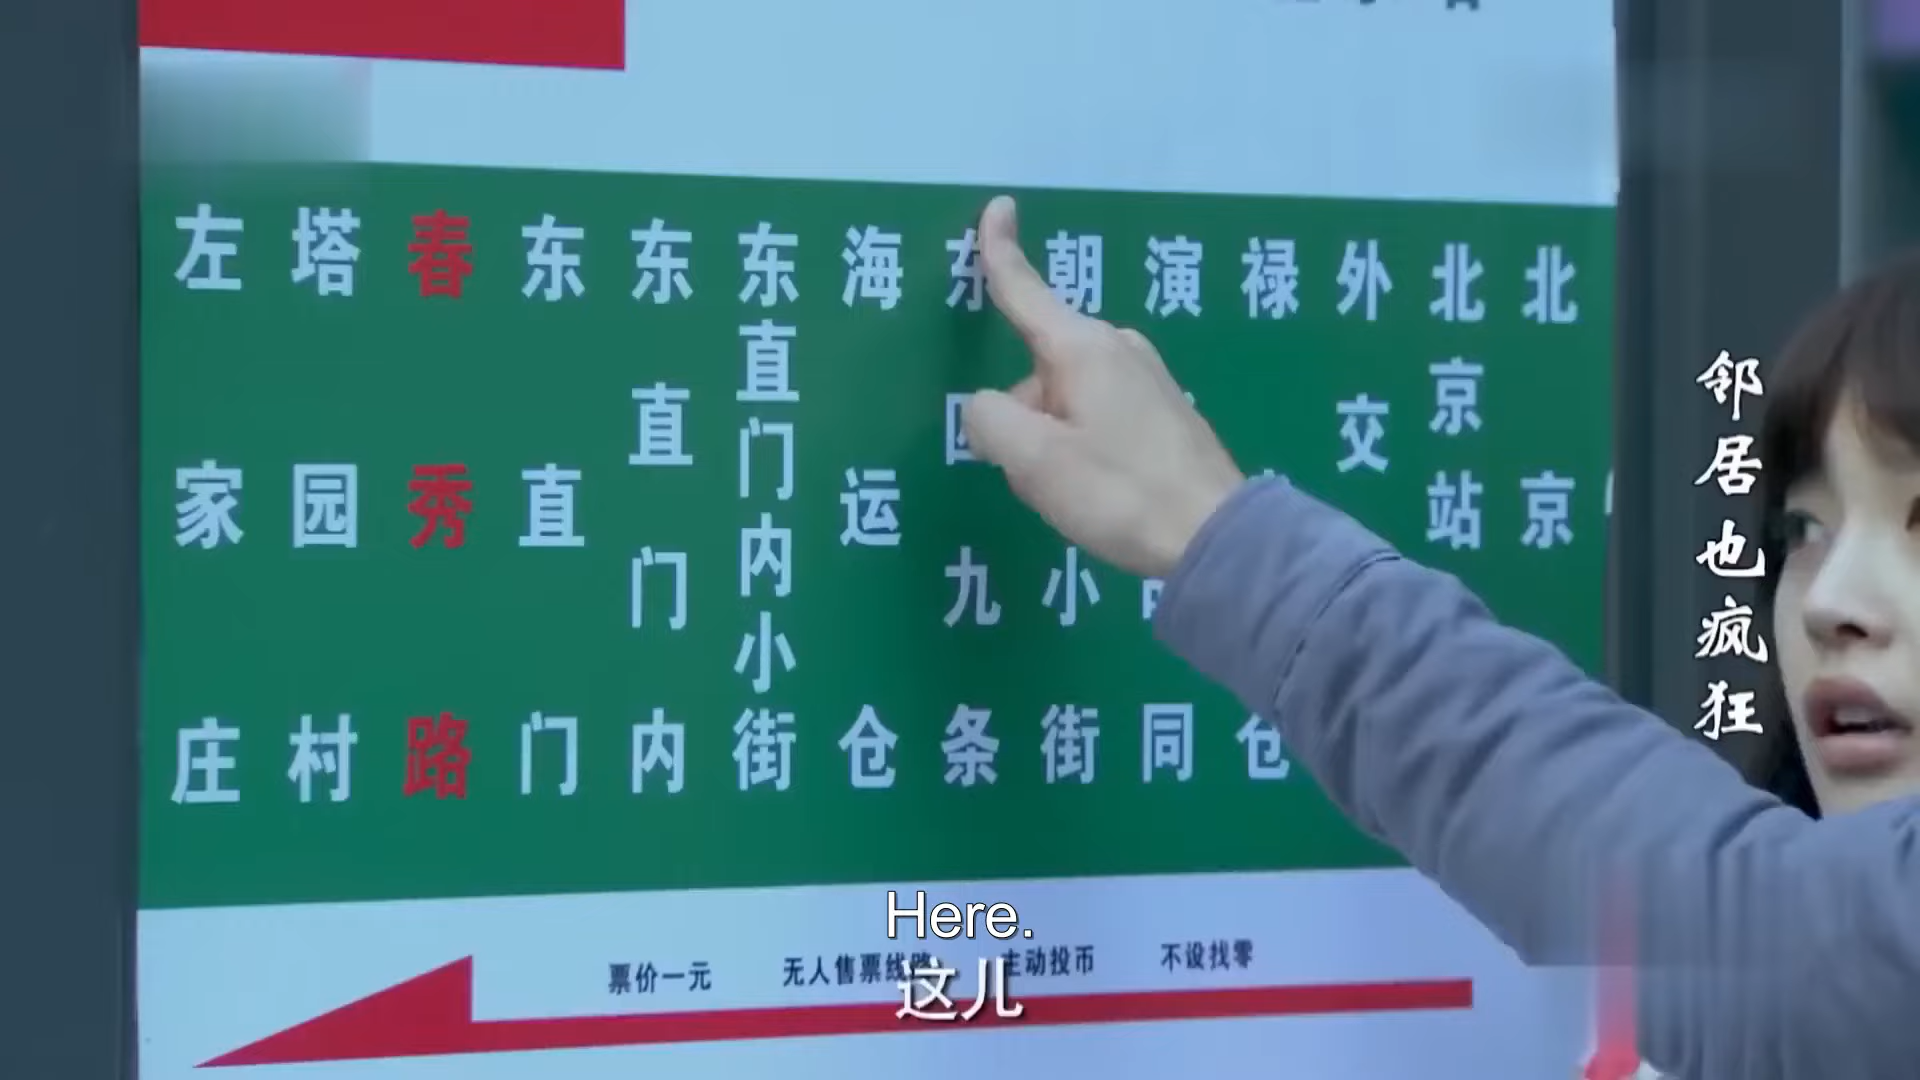 左家庄
塔园村
春秀路
东直门
东直门内
东直门内小街
海运仓
东四九条
朝小街
演同
禄仓
外交
北京站
北京
邻居也疯狂
Here.
票价一元 无人售票线路 主动投币 不设找零
这儿